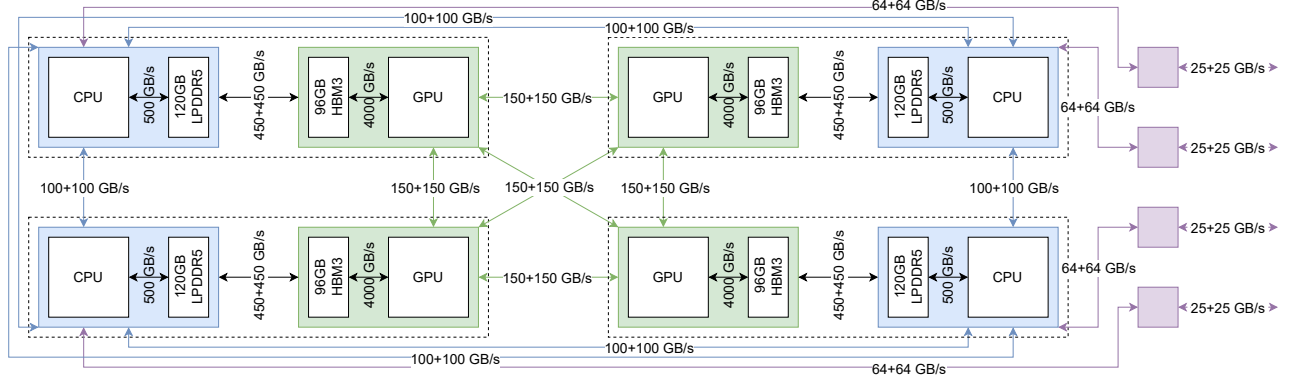 64+64 GB/s
100+100 GB/s
100+100 GB/s
CPU
500 GB/s
120GB
LPDDR5
450+450 GB/s
96GB
HBM3
4000 GB/s
GPU
150+150 GB/s
GPU
4000 GB/s
96GB
HBM3
450+450 GB/s
120GB
LPDDR5
500 GB/s
CPU
25+25 GB/s
64+64 GB/s
25+25 GB/s
100+100 GB/s
150+150 GB/s
150+150 GB/s
150+150 GB/s
100+100 GB/s
25+25 GB/s
CPU
500 GB/s
120GB
LPDDR5
450+450 GB/s
96GB
HBM3
4000 GB/s
GPU
150+150 GB/s
GPU
4000 GB/s
96GB
HBM3
450+450 GB/s
120GB
LPDDR5
500 GB/s
CPU
64+64 GB/s
25+25 GB/s
100+100 GB/s
100+100 GB/s
64+64 GB/s